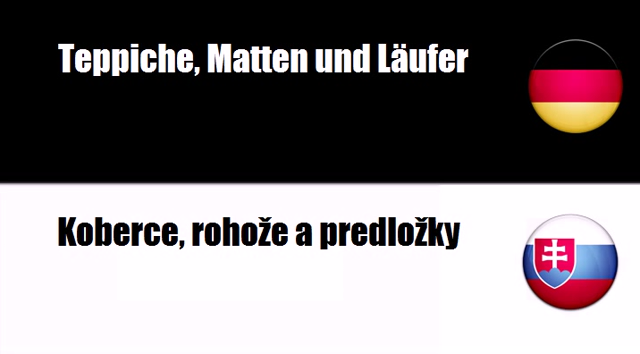 Teppiche, Matten und Läufer
Koberce, rohože a predložky